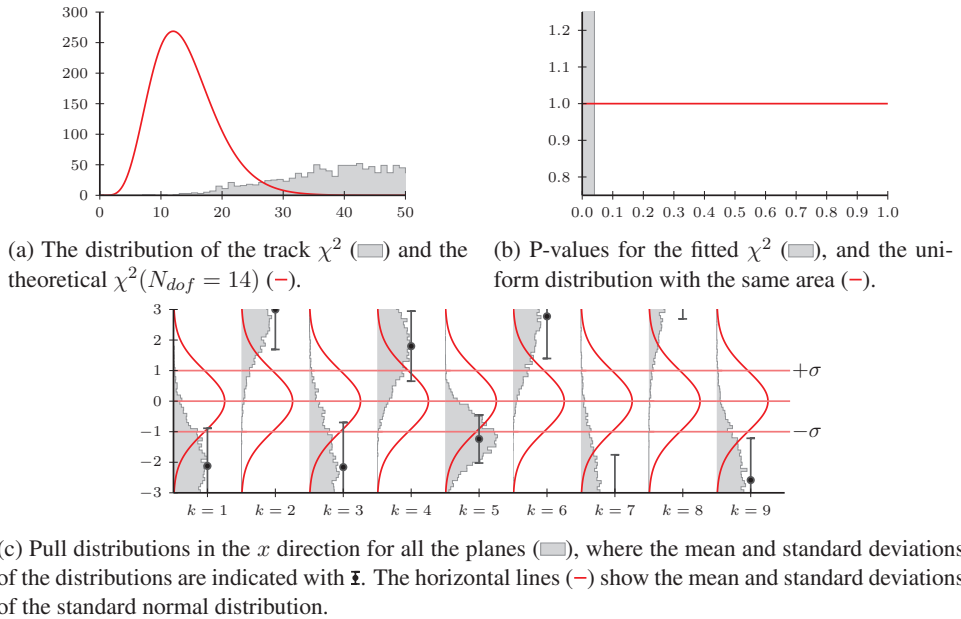 300
250
200
150
100
50
0
0 10 20 30 40 50
1.2
1.1
1.0
0.9
0.8
0.0 0.1 0.2 0.3 0.4 0.5 0.6 0.7 0.8 0.9 1.0
(a) The distribution of the track χ² (▭) and the
theoretical χ²(N_dof = 14) (−).
(b) P-values for the fitted χ² (▭), and the uni-
form distribution with the same area (−).
3
2
1
0
−1
−2
−3
+σ
−σ
k = 1 k = 2 k = 3 k = 4 k = 5 k = 6 k = 7 k = 8 k = 9
(c) Pull distributions in the x direction for all the planes (▭), where the mean and standard deviations
of the distributions are indicated with ɪ. The horizontal lines (−) show the mean and standard deviations
of the standard normal distribution.